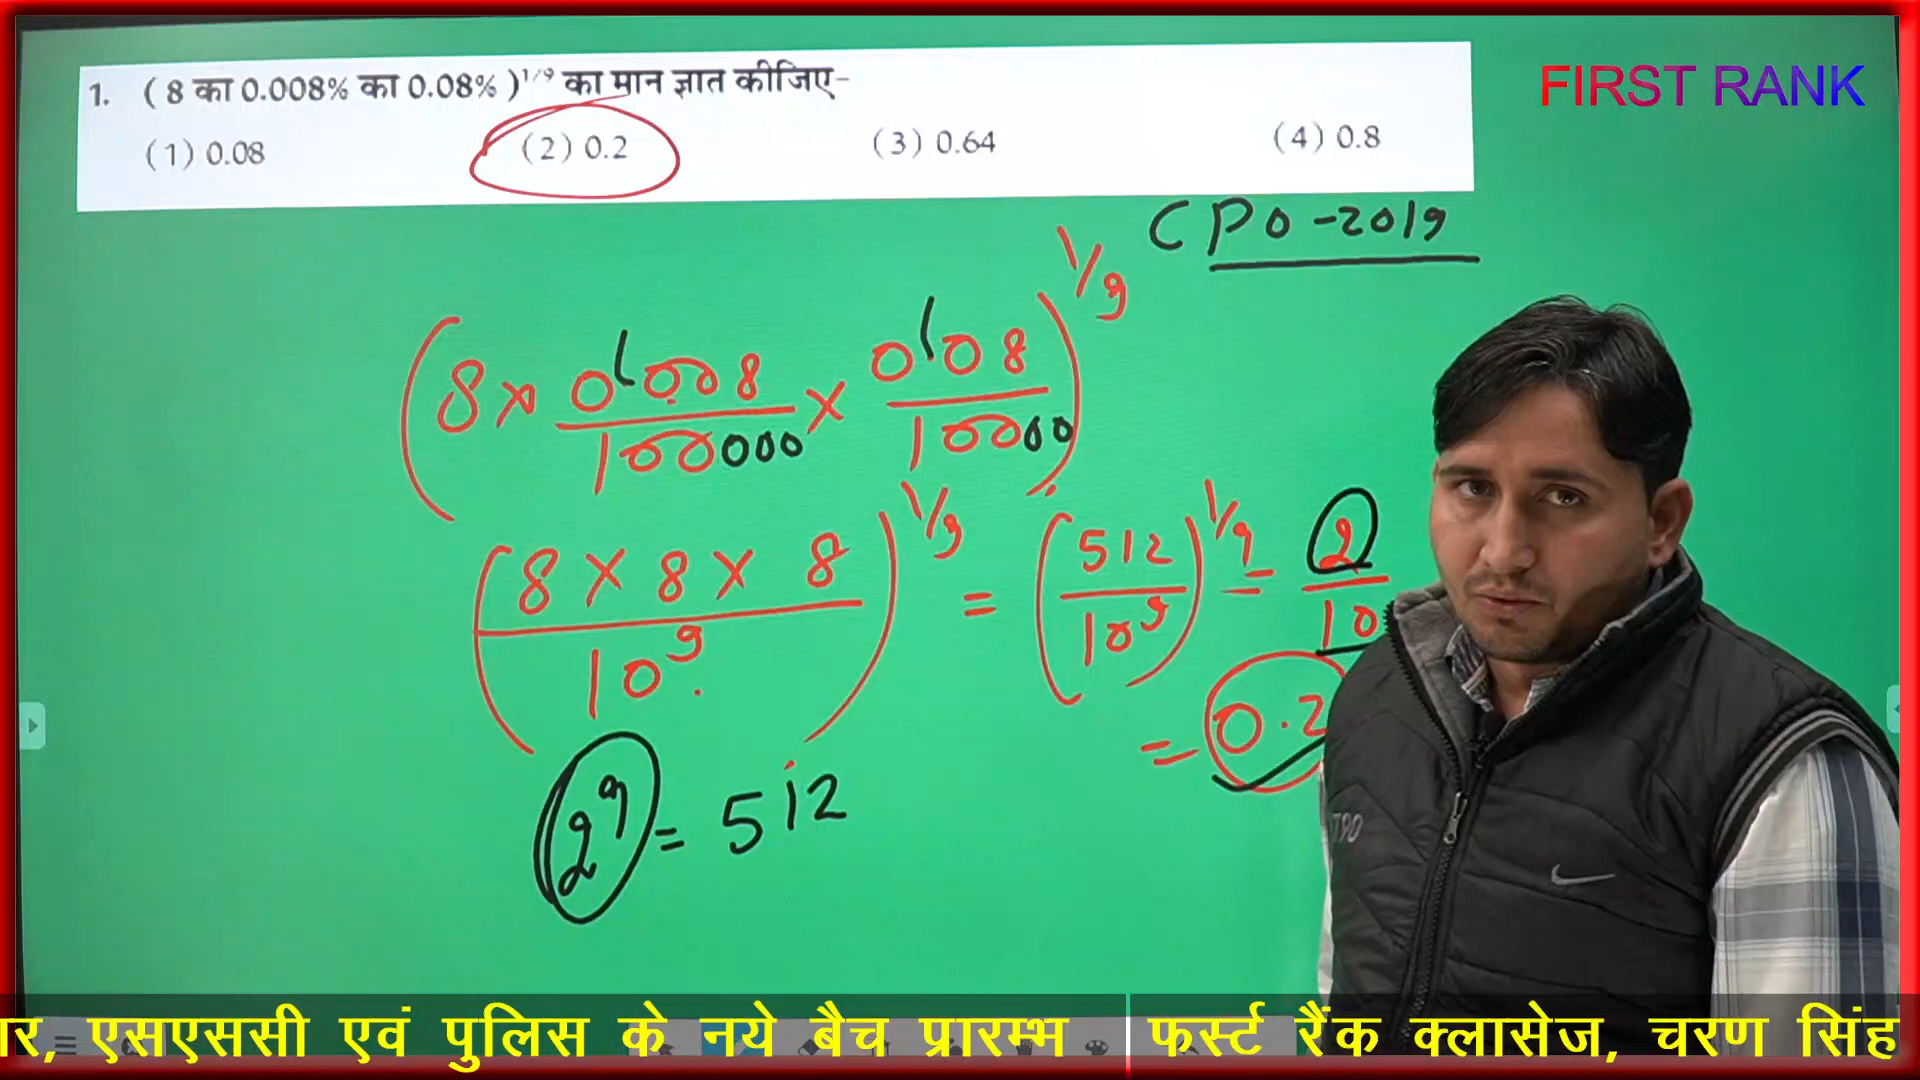 1. ( 8 का 0.008% का 0.08% )^1/9 का मान ज्ञात कीजिए-
(1) 0.08 (2) 0.2 (3) 0.64 (4) 0.8
FIRST RANK
CPO-2019
(8 × 0.008/100000 × 0.08/10000)^1/9
(8 × 8 × 8 / 10^9)^1/9 = (512/10^9)^1/9 = 2/10
= 0.2
2^9 = 512
एसएससी एवं पुलिस के नये बैच प्रारम्भ | फर्स्ट रैंक क्लासेज, चरण सिंह